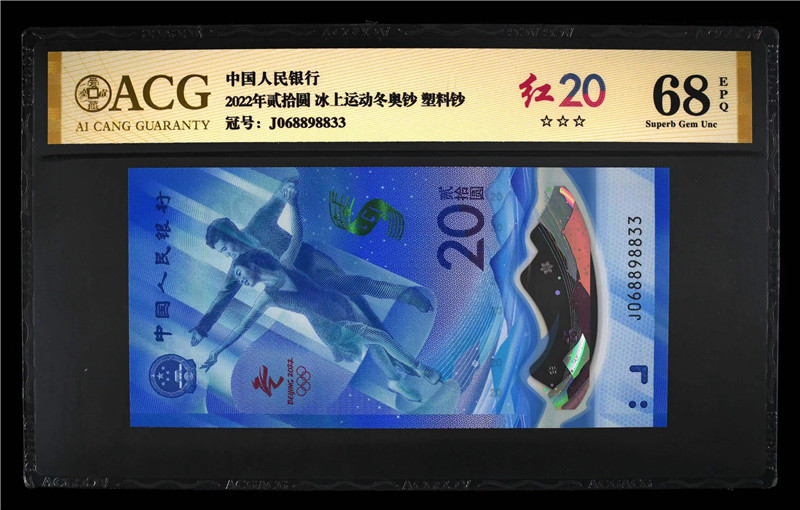 ACG
AI CANG GUARANTY
中国人民银行
2022年贰拾圆 冰上运动冬奥钞 塑料钞
冠号：J068898833
红20
☆☆☆
68
EPQ
Superb Gem Unc
中国人民银行
20
贰拾圆
BEIJING 2022
J068898833
ACGACG
ACGACG